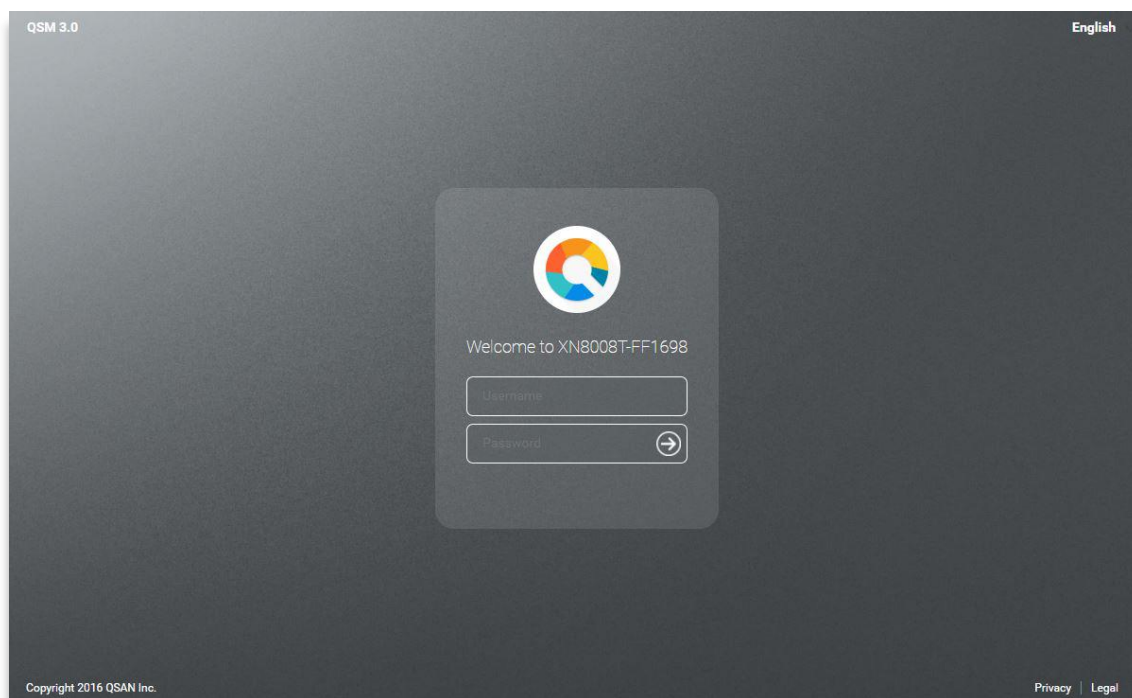 QSM 3.0
English
Welcome to XN8008T-FF1698
Username
Password
Copyright 2016 QSAN Inc.
Privacy | Legal